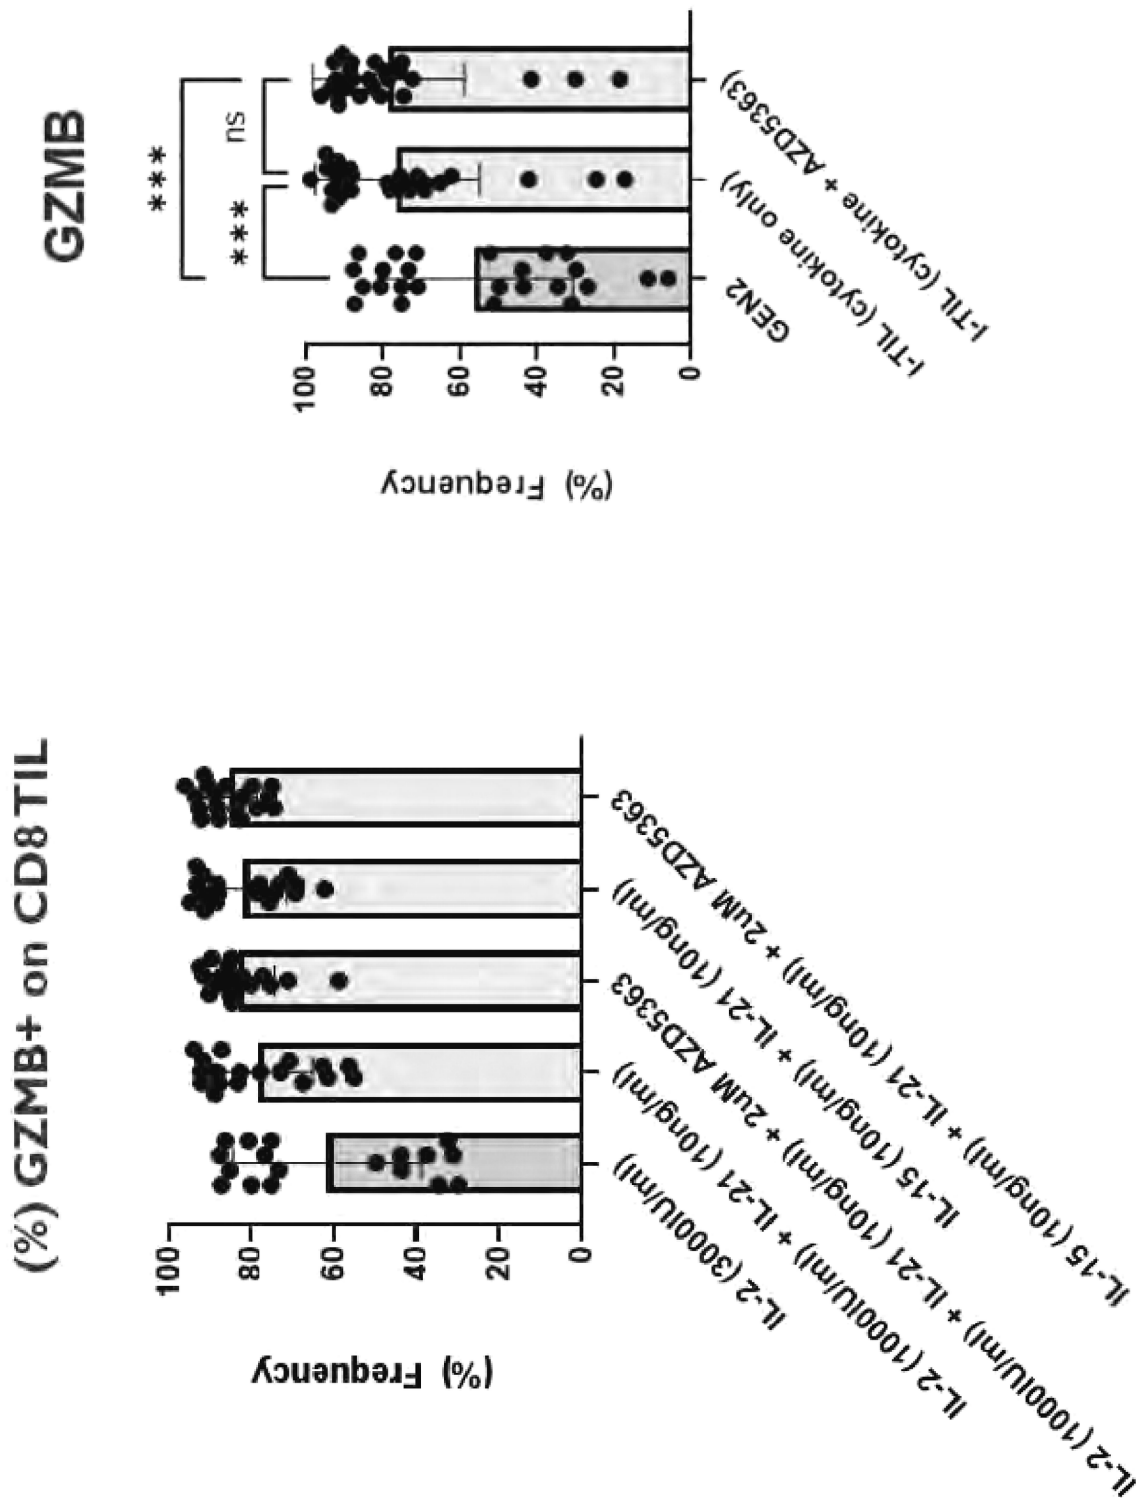 (%) GZMB+ on CD8 TIL
(%) Frequency
100
80
60
40
20
0
IL-2 (3000IU/ml)
IL-2 (1000IU/ml) + IL-21 (10ng/ml)
IL-2 (1000IU/ml) + IL-21 (10ng/ml) + 2uM AZD5363
IL-15 (10ng/ml) + IL-21 (10ng/ml)
IL-15 (10ng/ml) + IL-21 (10ng/ml) + 2uM AZD5363
GZMB
***
***
ns
(%) Frequency
100
80
60
40
20
0
GEN2
I-TIL (cytokine only)
I-TIL (cytokine + AZD5363)